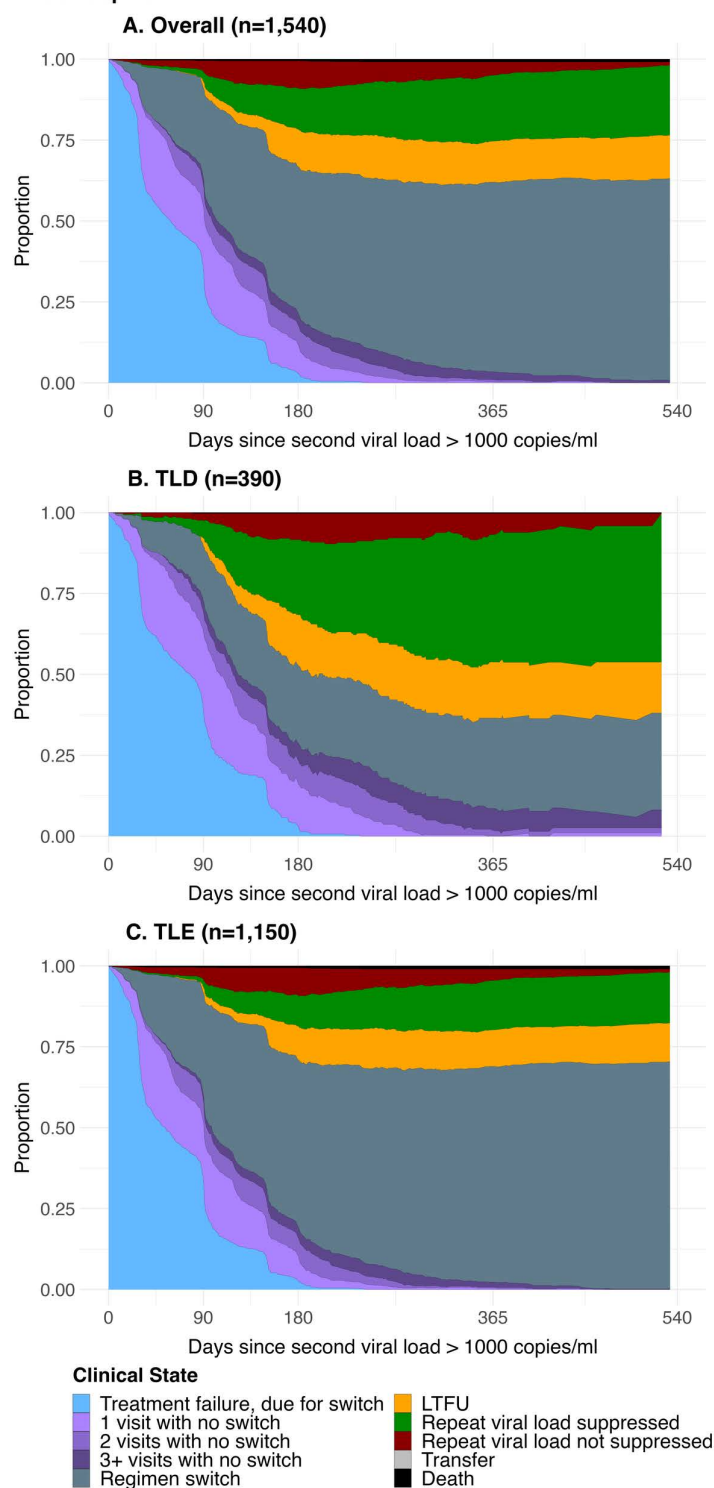 A. Overall (n=1,540)
1.00
0.75
0.50
0.25
0.00
Proportion
0 90 180 365 540
Days since second viral load > 1000 copies/ml
B. TLD (n=390)
1.00
0.75
0.50
0.25
0.00
Proportion
0 90 180 365 540
Days since second viral load > 1000 copies/ml
C. TLE (n=1,150)
1.00
0.75
0.50
0.25
0.00
Proportion
0 90 180 365 540
Days since second viral load > 1000 copies/ml
Clinical State
Treatment failure, due for switch
1 visit with no switch
2 visits with no switch
3+ visits with no switch
Regimen switch
LTFU
Repeat viral load suppressed
Repeat viral load not suppressed
Transfer
Death